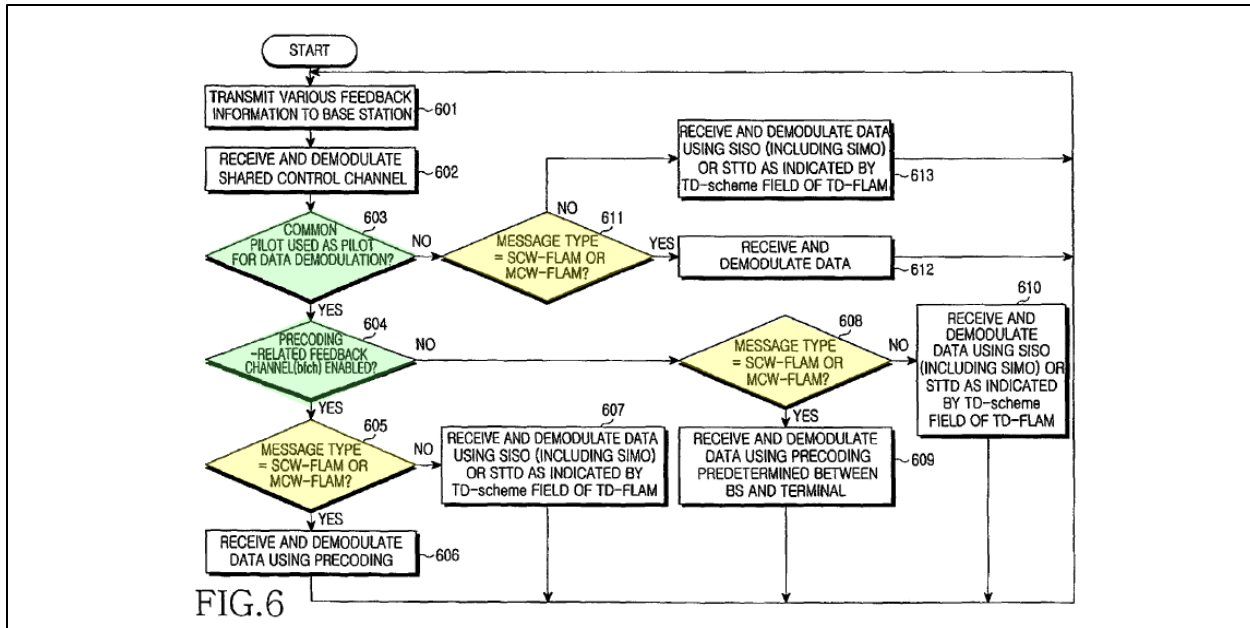 START
TRANSMIT VARIOUS FEEDBACK
INFORMATION TO BASE STATION
601
RECEIVE AND DEMODULATE
SHARED CONTROL CHANNEL
602
603
COMMON
PILOT USED AS PILOT
FOR DATA DEMODULATION?
NO
YES
611
MESSAGE TYPE
= SCW-FLAM OR
MCW-FLAM?
NO
YES
RECEIVE AND DEMODULATE DATA
USING SISO (INCLUDING SIMO)
OR STTD AS INDICATED BY
TD-scheme FIELD OF TD-FLAM
613
RECEIVE AND
DEMODULATE DATA
612
604
PRECODING
-RELATED FEEDBACK
CHANNEL(bfch) ENABLED?
NO
YES
608
MESSAGE TYPE
= SCW-FLAM OR
MCW-FLAM?
NO
YES
610
RECEIVE AND
DEMODULATE
DATA USING SISO
(INCLUDING SIMO) OR
STTD AS INDICATED
BY TD-scheme
FIELD OF TD-FLAM
605
MESSAGE TYPE
= SCW-FLAM OR
MCW-FLAM?
NO
YES
607
RECEIVE AND DEMODULATE DATA
USING SISO (INCLUDING SIMO)
OR STTD AS INDICATED BY
TD-scheme FIELD OF TD-FLAM
RECEIVE AND DEMODULATE
DATA USING PRECODING
PREDETERMINED BETWEEN
BS AND TERMINAL
609
RECEIVE AND DEMODULATE
DATA USING PRECODING
606
FIG.6